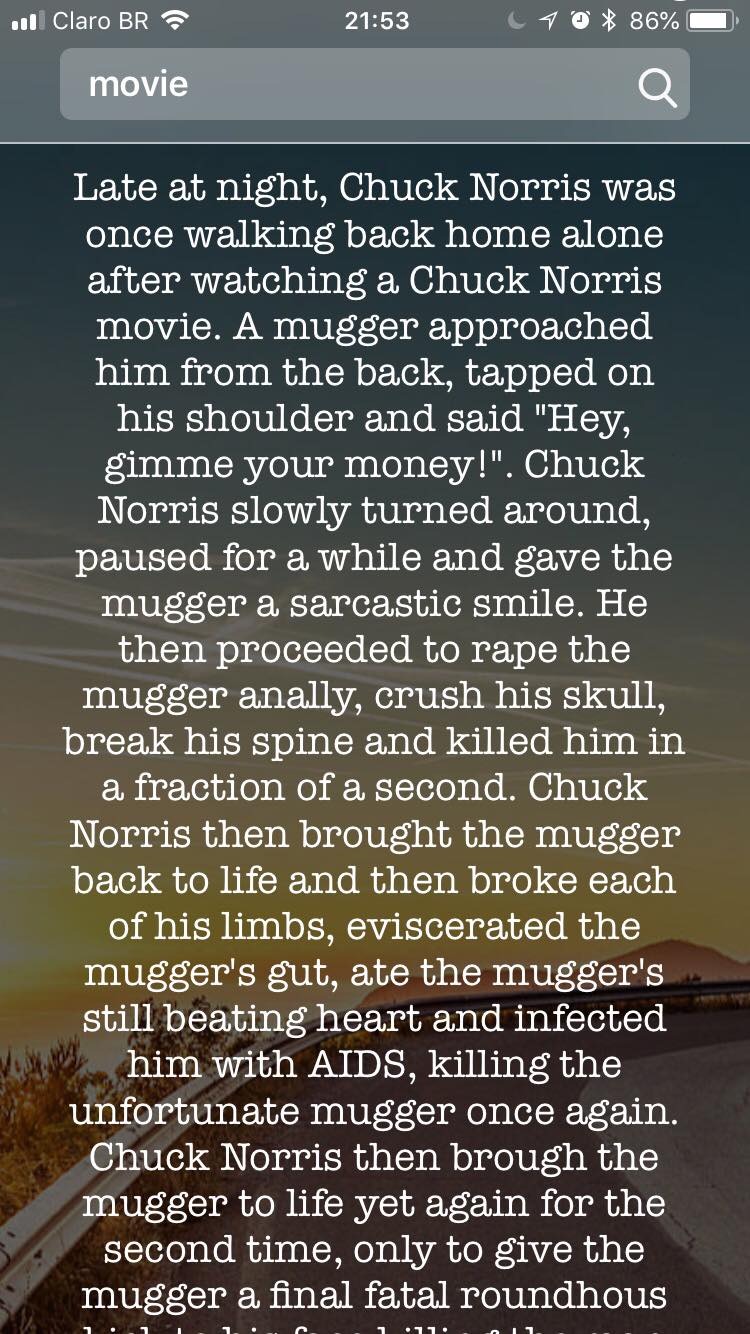 Claro BR 21:53 86%
movie
Late at night, Chuck Norris was
once walking back home alone
after watching a Chuck Norris
movie. A mugger approached
him from the back, tapped on
his shoulder and said "Hey,
gimme your money!". Chuck
Norris slowly turned around,
paused for a while and gave the
mugger a sarcastic smile. He
then proceeded to rape the
mugger anally, crush his skull,
break his spine and killed him in
a fraction of a second. Chuck
Norris then brought the mugger
back to life and then broke each
of his limbs, eviscerated the
mugger's gut, ate the mugger's
still beating heart and infected
him with AIDS, killing the
unfortunate mugger once again.
Chuck Norris then brough the
mugger to life yet again for the
second time, only to give the
mugger a final fatal roundhous